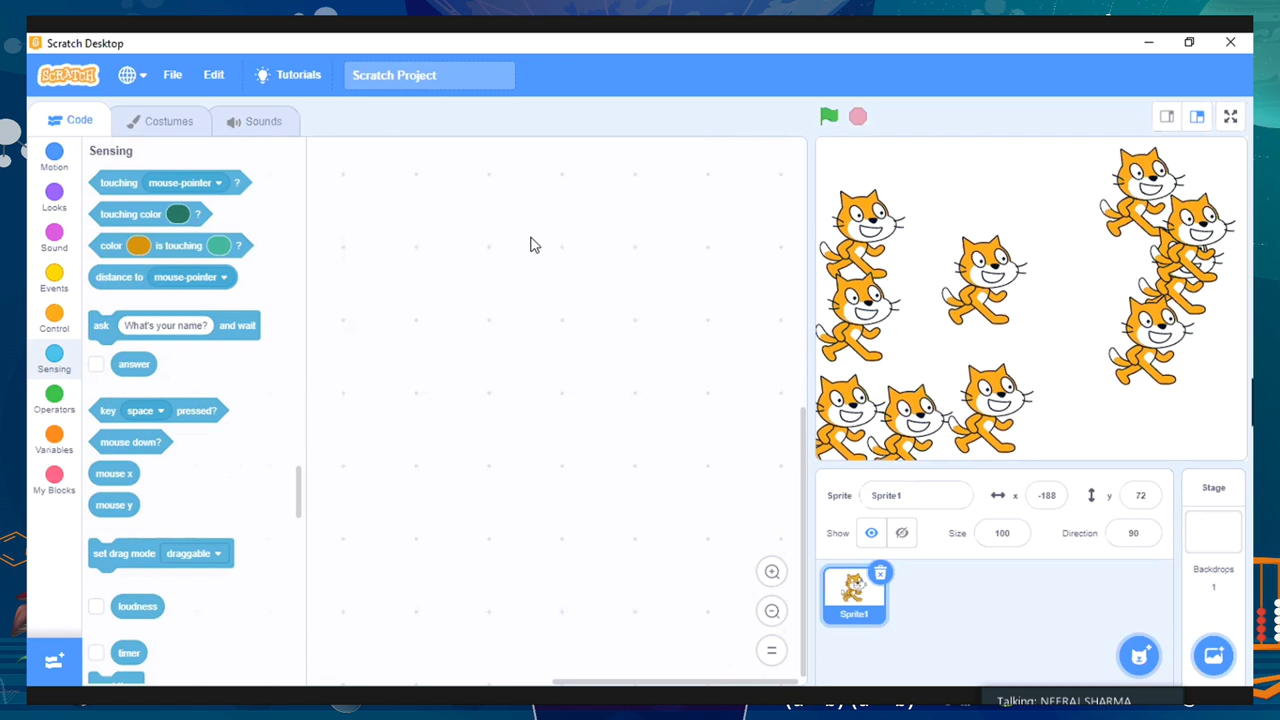 Scratch Desktop
SCRATCH File Edit Tutorials Scratch Project
Code Costumes Sounds
Motion
Looks
Sound
Events
Control
Sensing
Operators
Variables
My Blocks
Sensing
touching mouse-pointer ?
touching color ?
color is touching ?
distance to mouse-pointer
ask What's your name? and wait
answer
key space pressed?
mouse down?
mouse x
mouse y
set drag mode draggable
loudness
timer
Sprite Sprite1 x -188 y 72
Show Size 100 Direction 90
Sprite1
Stage
Backdrops
1
Talking: NEERAJ SHARMA